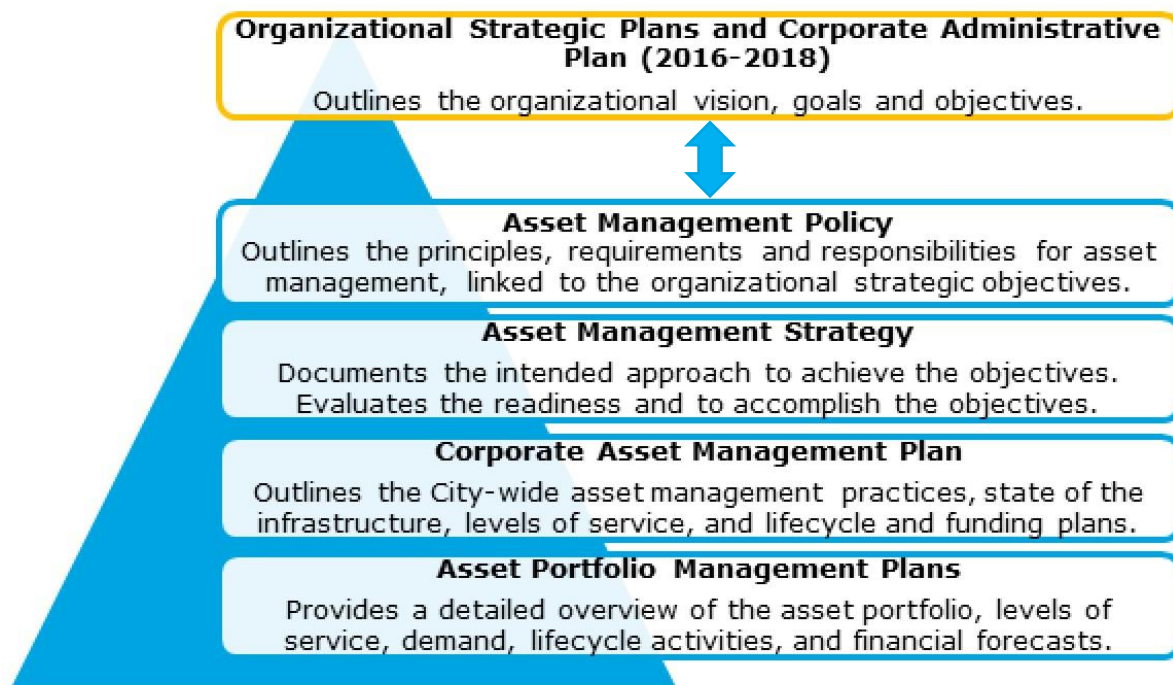 Organizational Strategic Plans and Corporate Administrative
Plan (2016-2018)
Outlines the organizational vision, goals and objectives.
Asset Management Policy
Outlines the principles, requirements and responsibilities for asset
management, linked to the organizational strategic objectives.
Asset Management Strategy
Documents the intended approach to achieve the objectives.
Evaluates the readiness and to accomplish the objectives.
Corporate Asset Management Plan
Outlines the City-wide asset management practices, state of the
infrastructure, levels of service, and lifecycle and funding plans.
Asset Portfolio Management Plans
Provides a detailed overview of the asset portfolio, levels of
service, demand, lifecycle activities, and financial forecasts.